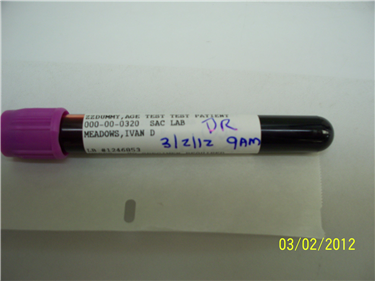 ZZDUMMY,AGE TEST TEST PATIENT
000-00-0320 SAC LAB
DR
MEADOWS,IVAN D
3/2/12 9AM
03/02/2012